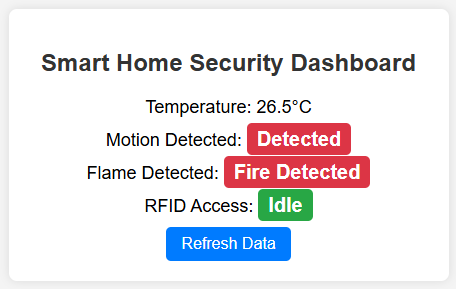 Smart Home Security Dashboard
Temperature: 26.5°C
Motion Detected: Detected
Flame Detected: Fire Detected
RFID Access: Idle
Refresh Data